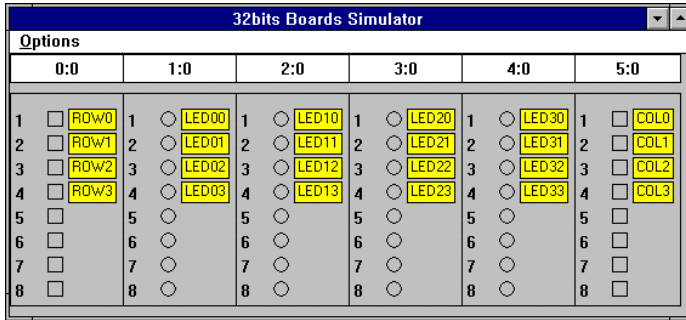 32bits Boards Simulator
Options
0:0 1:0 2:0 3:0 4:0 5:0
1 ROW0 1 LED00 1 LED10 1 LED20 1 LED30 1 COL0
2 ROW1 2 LED01 2 LED11 2 LED21 2 LED31 2 COL1
3 ROW2 3 LED02 3 LED12 3 LED22 3 LED32 3 COL2
4 ROW3 4 LED03 4 LED13 4 LED23 4 LED33 4 COL3
5 5 5 5 5 5
6 6 6 6 6 6
7 7 7 7 7 7
8 8 8 8 8 8